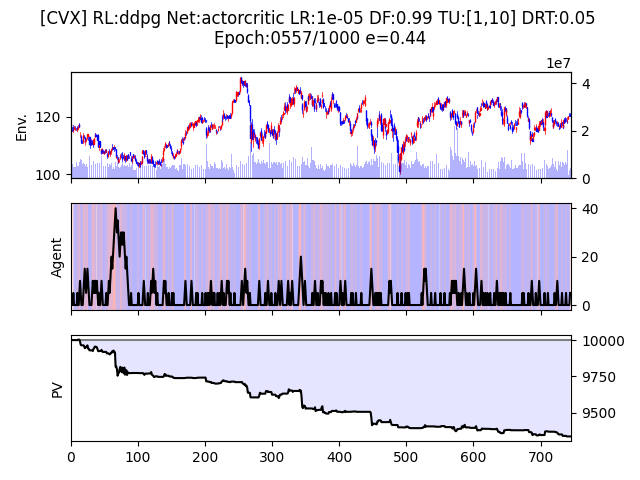 [CVX] RL:ddpg Net:actorcritic LR:1e-05 DF:0.99 TU:[1,10] DRT:0.05
Epoch:0557/1000 e=0.44
1e7
Env.
120
100
4
2
0
Agent
40
20
0
PV
10000
9750
9500
0 100 200 300 400 500 600 700